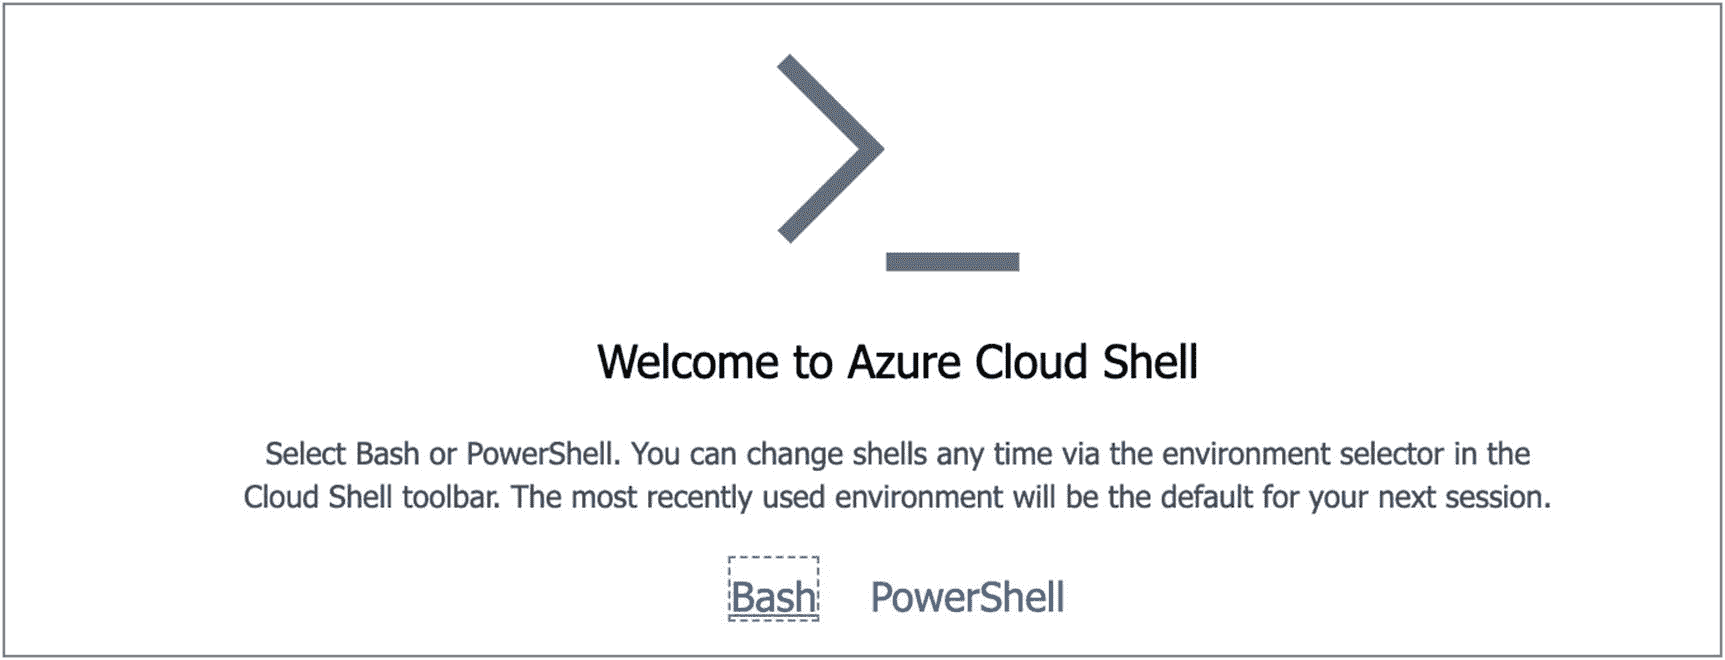 Welcome to Azure Cloud Shell
Select Bash or PowerShell. You can change shells any time via the environment selector in the
Cloud Shell toolbar. The most recently used environment will be the default for your next session.
Bash PowerShell